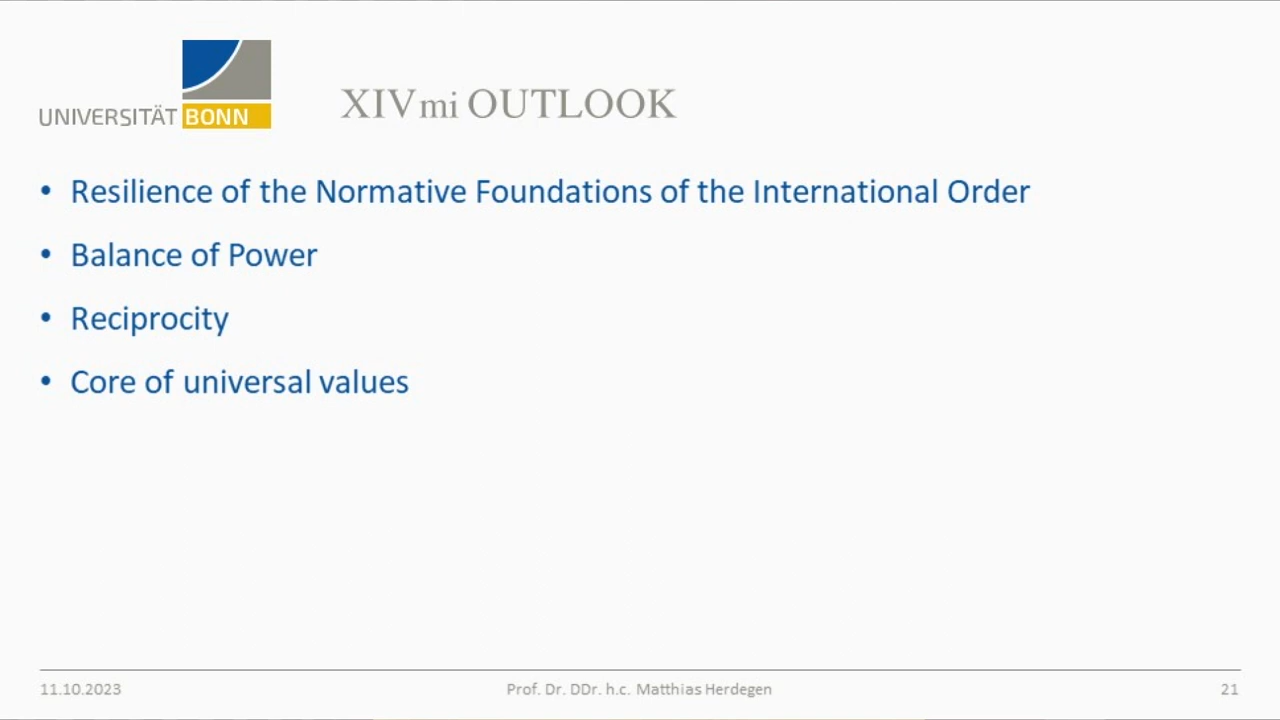 UNIVERSITÄT BONN
XIVmi OUTLOOK
• Resilience of the Normative Foundations of the International Order
• Balance of Power
• Reciprocity
• Core of universal values
11.10.2023 Prof. Dr. DDr. h.c. Matthias Herdegen 21